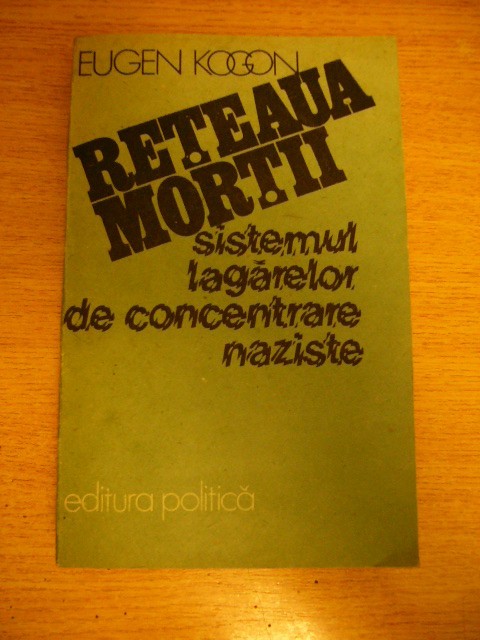 EUGEN KOGON
REȚEAUA
MORȚII
sistemul
lagărelor
de concentrare
naziste
editura politică